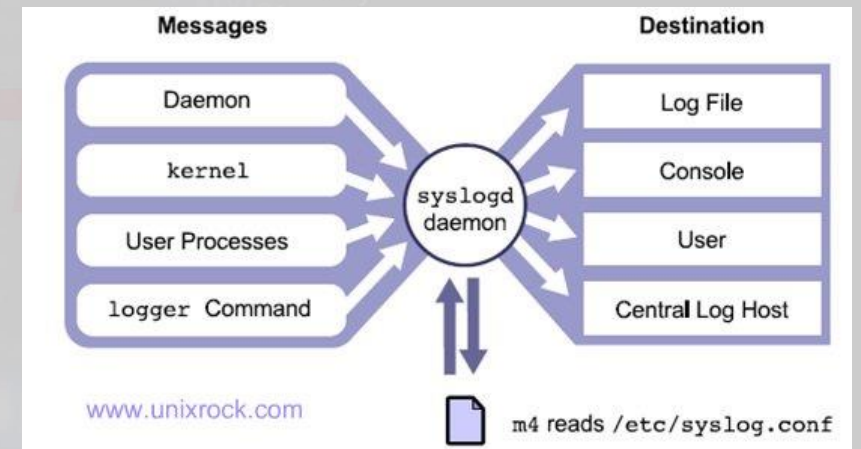 Messages
Destination
Daemon
kernel
User Processes
logger Command
syslogd
daemon
Log File
Console
User
Central Log Host
www.unixrock.com
m4 reads /etc/syslog.conf